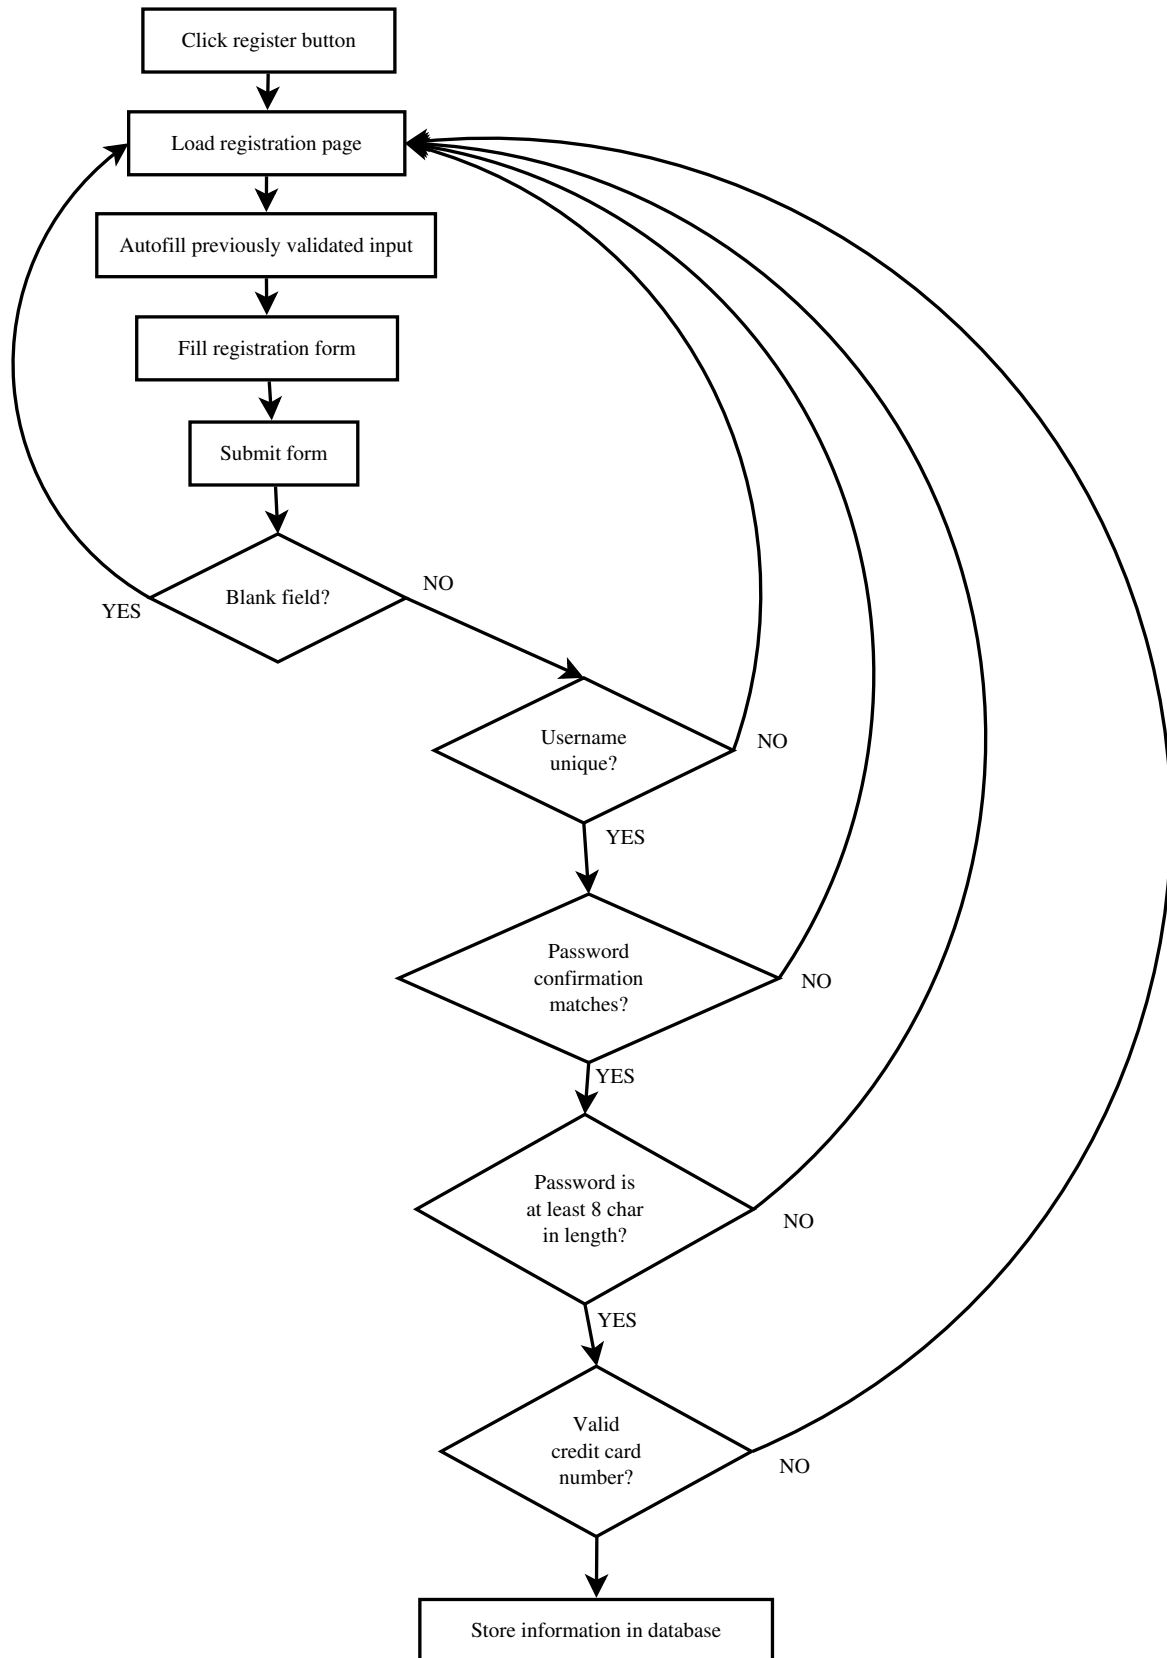 Click register button
Load registration page
Autofill previously validated input
Fill registration form
Submit form
Blank field?
YES
NO
Username
unique?
NO
YES
Password
confirmation
matches?
NO
YES
Password is
at least 8 char
in length?
NO
YES
Valid
credit card
number?
NO
Store information in database